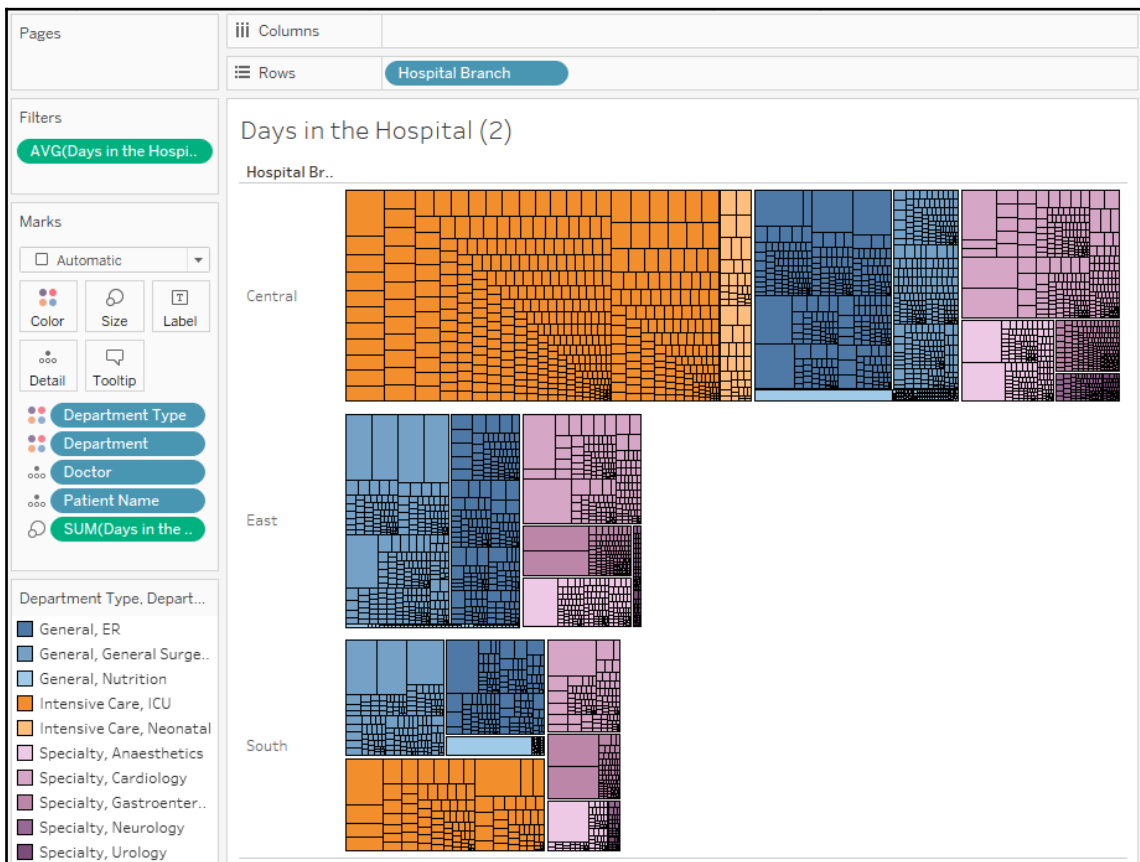 Pages
Columns
Rows
Hospital Branch
Filters
AVG(Days in the Hospi..
Marks
Automatic
Color
Size
Label
Detail
Tooltip
Department Type
Department
Doctor
Patient Name
SUM(Days in the ..
Department Type, Depart...
General, ER
General, General Surge..
General, Nutrition
Intensive Care, ICU
Intensive Care, Neonatal
Specialty, Anaesthetics
Specialty, Cardiology
Specialty, Gastroenter..
Specialty, Neurology
Specialty, Urology
Days in the Hospital (2)
Hospital Br..
Central
East
South